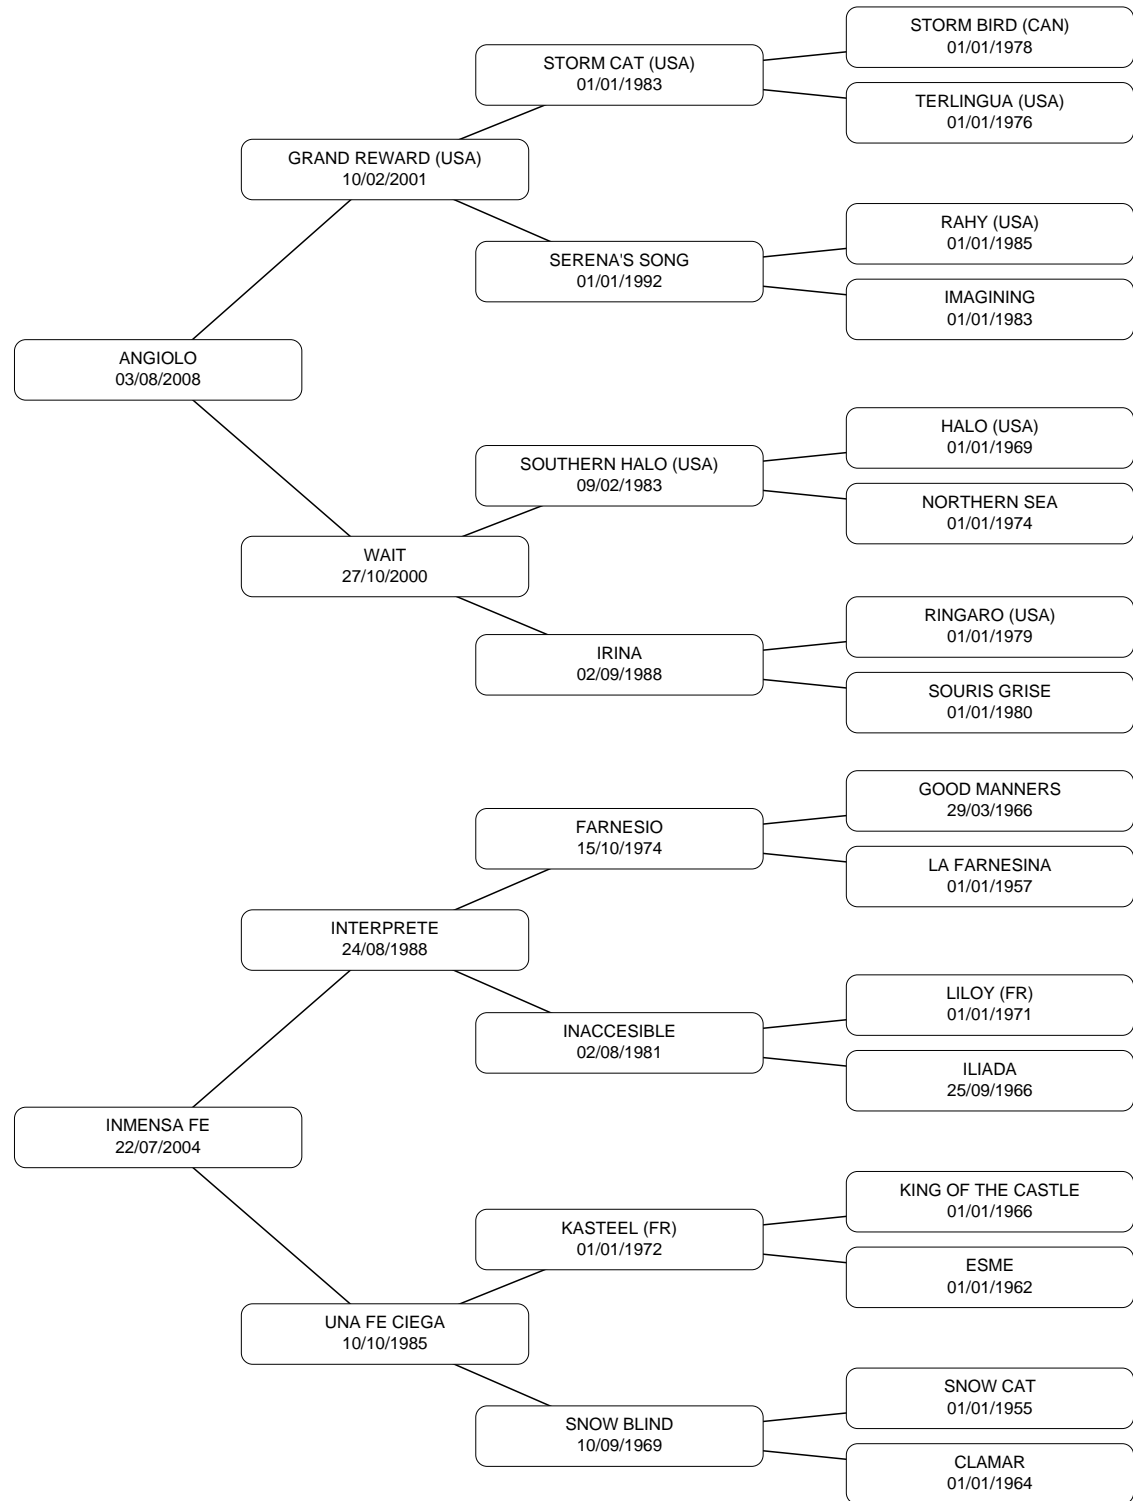 STORM BIRD (CAN)
01/01/1978
STORM CAT (USA)
01/01/1983
TERLINGUA (USA)
01/01/1976
GRAND REWARD (USA)
10/02/2001
RAHY (USA)
01/01/1985
SERENA'S SONG
01/01/1992
IMAGINING
01/01/1983
ANGIOLO
03/08/2008
HALO (USA)
01/01/1969
SOUTHERN HALO (USA)
09/02/1983
NORTHERN SEA
01/01/1974
WAIT
27/10/2000
RINGARO (USA)
01/01/1979
IRINA
02/09/1988
SOURIS GRISE
01/01/1980
GOOD MANNERS
29/03/1966
FARNESIO
15/10/1974
LA FARNESINA
01/01/1957
INTERPRETE
24/08/1988
LILOY (FR)
01/01/1971
INACCESIBLE
02/08/1981
ILIADA
25/09/1966
INMENSA FE
22/07/2004
KING OF THE CASTLE
01/01/1966
KASTEEL (FR)
01/01/1972
ESME
01/01/1962
UNA FE CIEGA
10/10/1985
SNOW CAT
01/01/1955
SNOW BLIND
10/09/1969
CLAMAR
01/01/1964